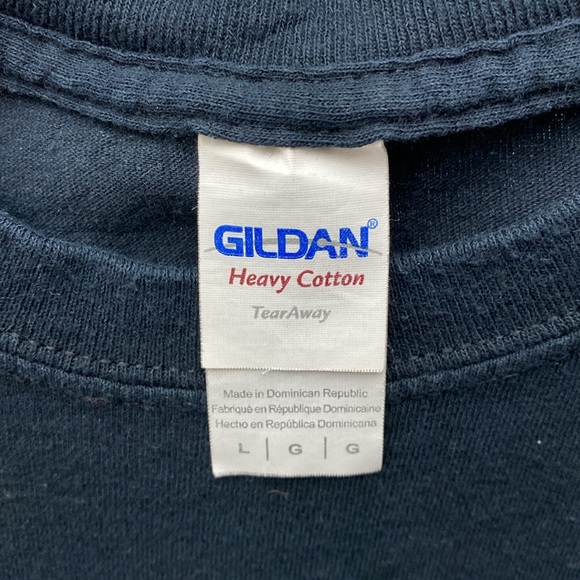 GILDAN®
Heavy Cotton
TearAway
Made in Dominican Republic
Fabriqué en République Dominicaine
Hecho en República Dominicana
L | G | G